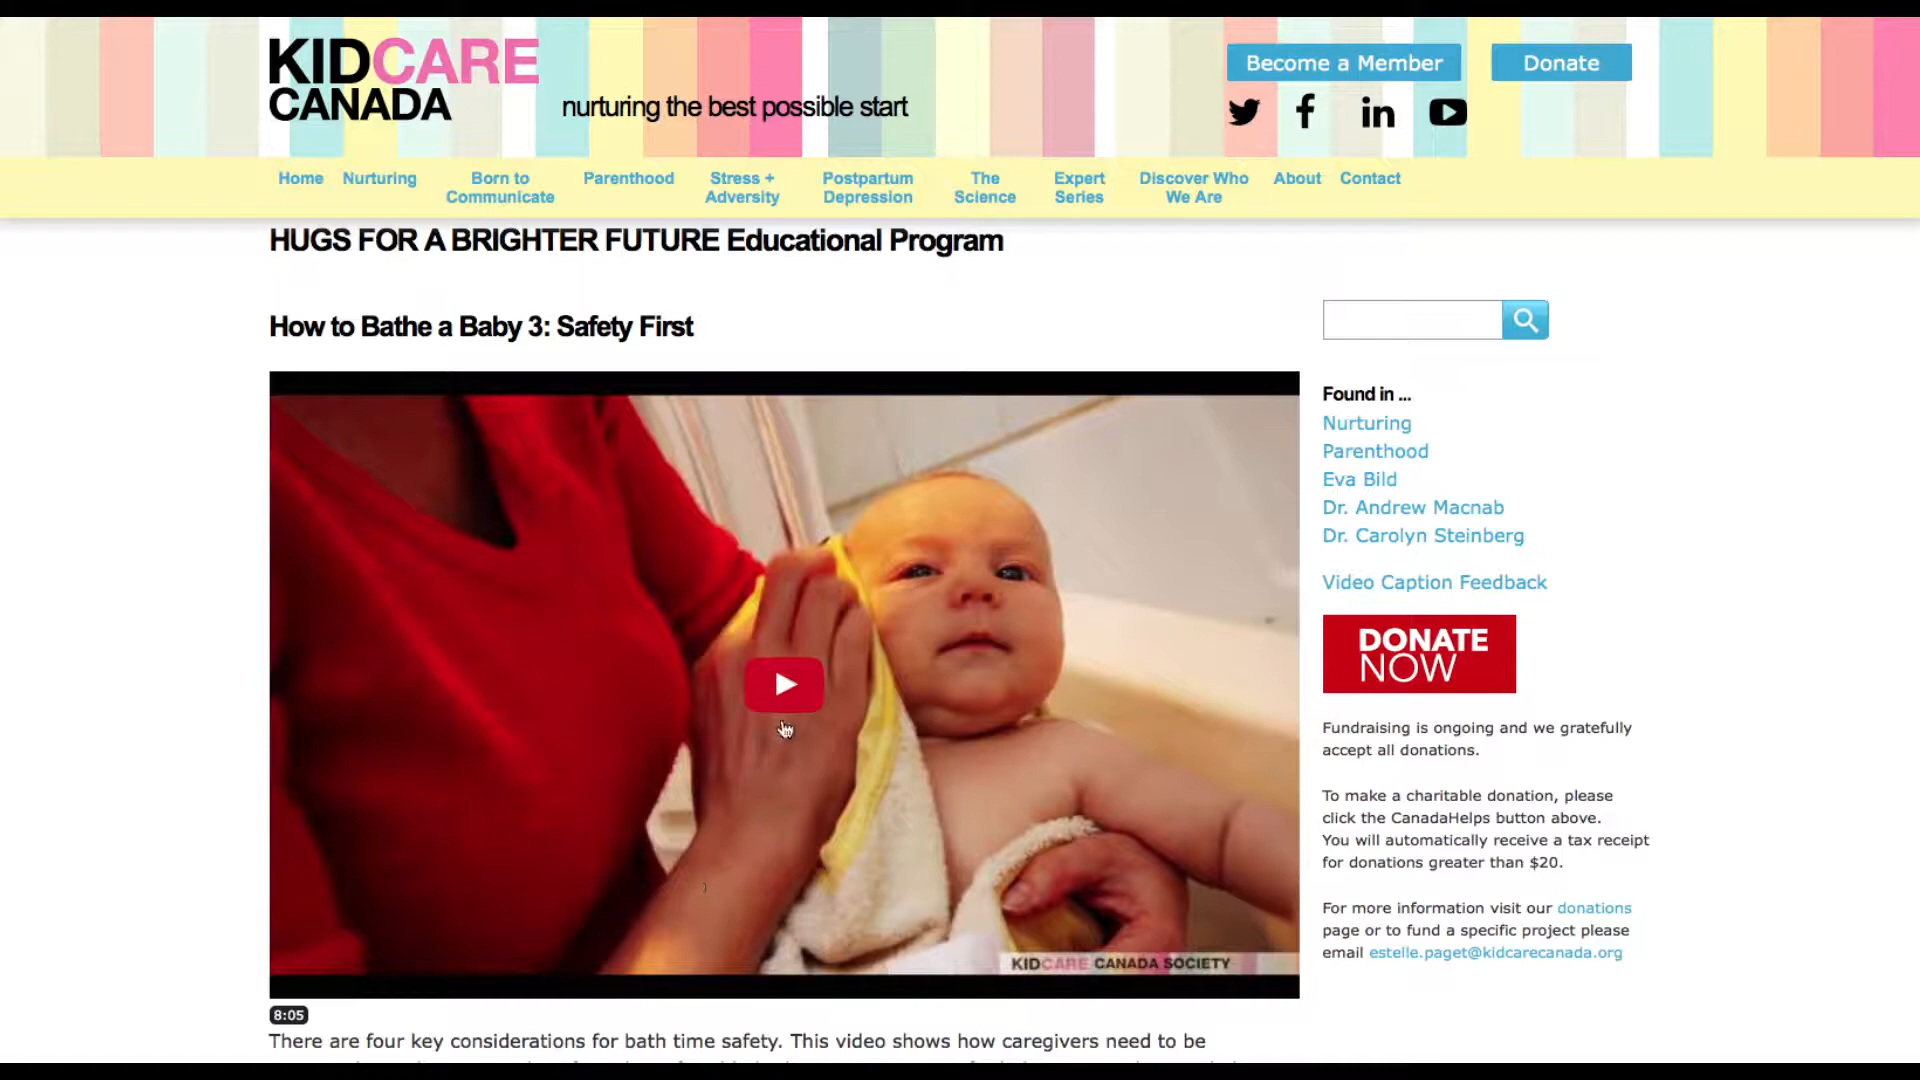 KIDCARE
CANADA
nurturing the best possible start
Become a Member
Donate
Home
Nurturing
Born to
Communicate
Parenthood
Stress +
Adversity
Postpartum
Depression
The
Science
Expert
Series
Discover Who
We Are
About
Contact
HUGS FOR A BRIGHTER FUTURE Educational Program
How to Bathe a Baby 3: Safety First
KIDCARE CANADA SOCIETY
8:05
There are four key considerations for bath time safety. This video shows how caregivers need to be
Found in ...
Nurturing
Parenthood
Eva Bild
Dr. Andrew Macnab
Dr. Carolyn Steinberg
Video Caption Feedback
DONATE
NOW
Fundraising is ongoing and we gratefully
accept all donations.
To make a charitable donation, please
click the CanadaHelps button above.
You will automatically receive a tax receipt
for donations greater than $20.
For more information visit our donations
page or to fund a specific project please
email estelle.paget@kidcarecanada.org